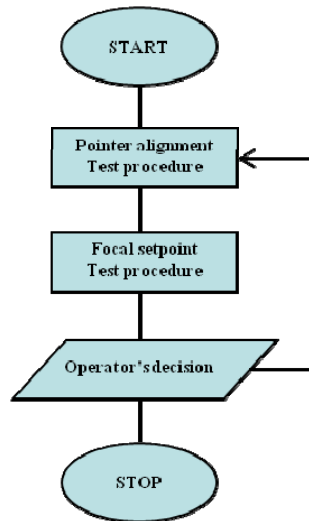 START
Pointer alignment
Test procedure
Focal setpoint
Test procedure
Operator's decision
STOP